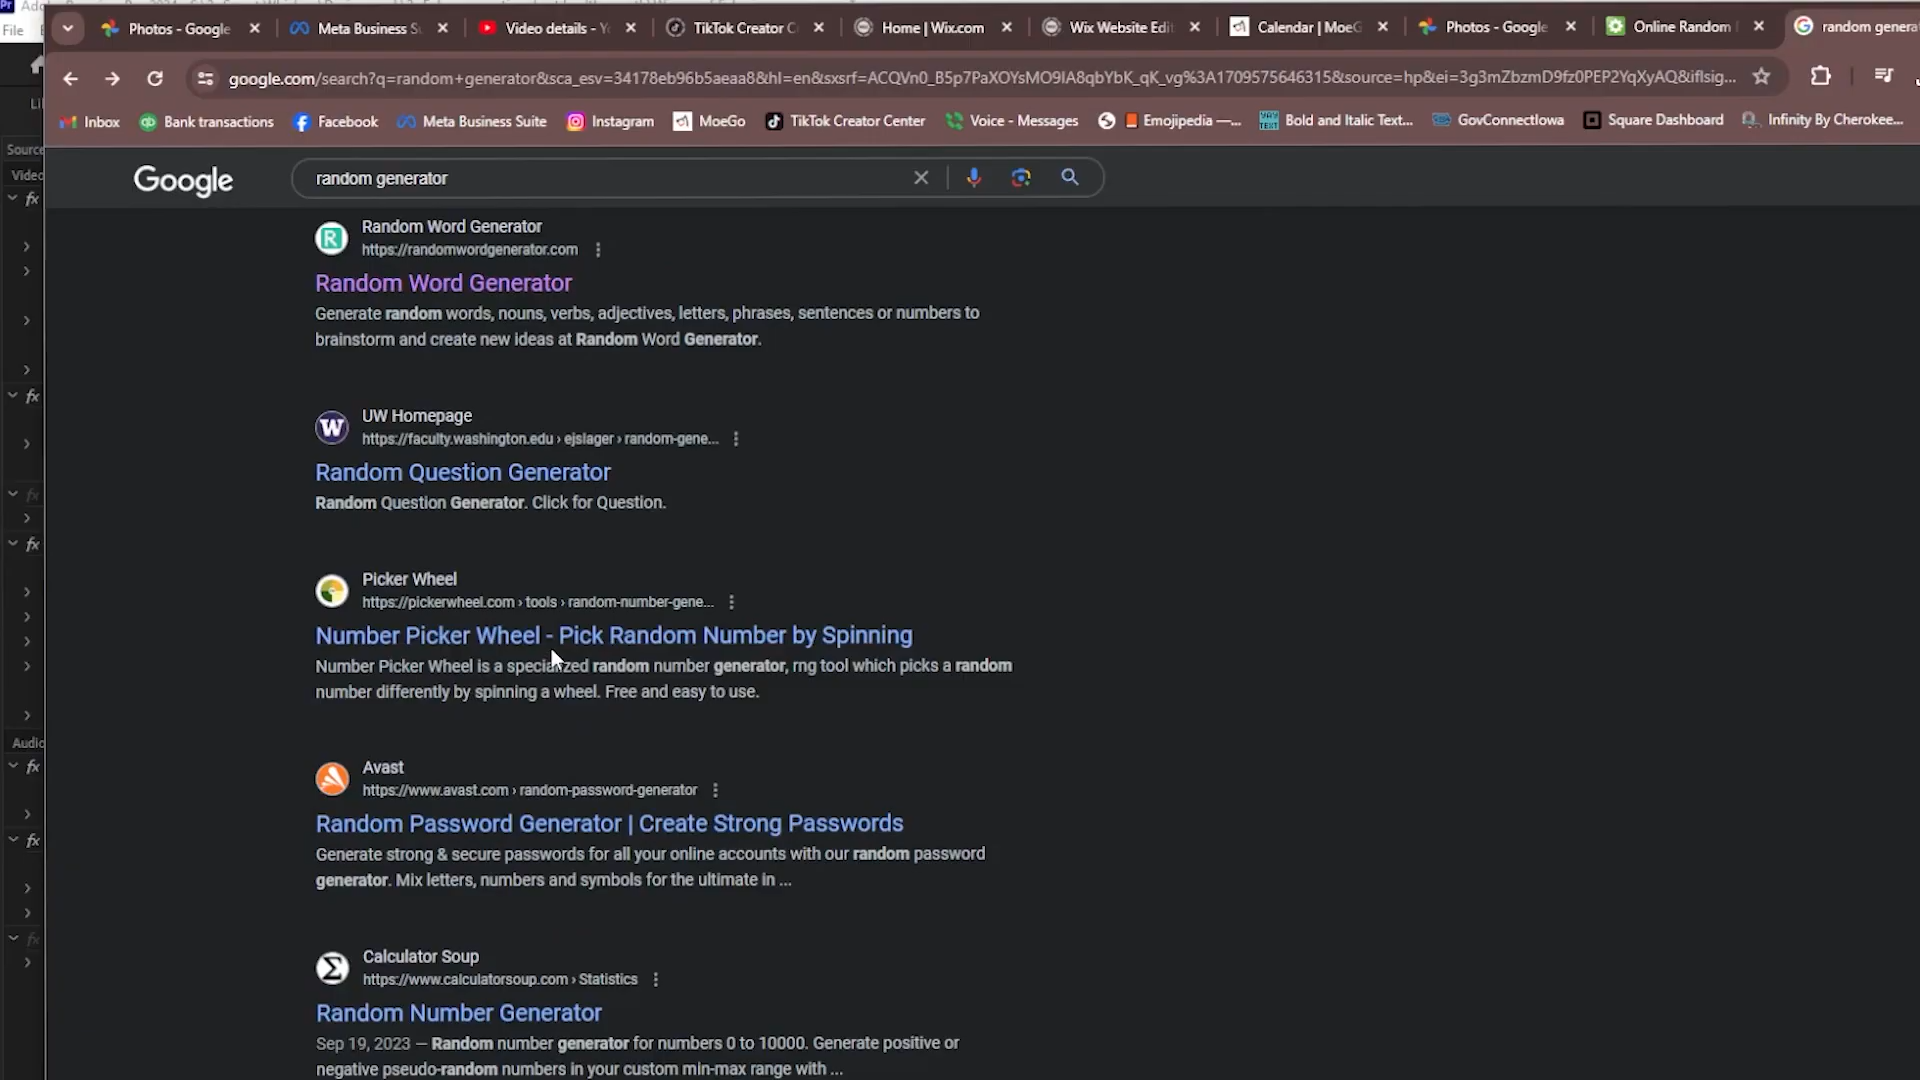 Photos - Google
Meta Business Su
Video details - Y
TikTok Creator C
Home | Wix.com
Wix Website Edit
Calendar | MoeG
Photos - Google
Online Random
random genera
File
google.com/search?q=random+generator&sca_esv=34178eb96b5aeaa8&hl=en&sxsrf=ACQVn0_B5p7PaXOYsMO9IA8qbYbK_qK_vg%3A1709575646315&source=hp&ei=3g3mZbzmD9fz0PEP2YqXyAQ&iflsig...
Inbox
Bank transactions
Facebook
Meta Business Suite
Instagram
MoeGo
TikTok Creator Center
Voice - Messages
Emojipedia —...
Bold and Italic Text...
GovConnectIowa
Square Dashboard
Infinity By Cherokee...
Source
Video
fx
fx
fx
fx
Audio
fx
fx
fx
Google
random generator
Random Word Generator
https://randomwordgenerator.com
Random Word Generator
Generate random words, nouns, verbs, adjectives, letters, phrases, sentences or numbers to
brainstorm and create new ideas at Random Word Generator.
UW Homepage
https://faculty.washington.edu › ejslager › random-gene...
Random Question Generator
Random Question Generator. Click for Question.
Picker Wheel
https://pickerwheel.com › tools › random-number-gene...
Number Picker Wheel - Pick Random Number by Spinning
Number Picker Wheel is a specialized random number generator, rng tool which picks a random
number differently by spinning a wheel. Free and easy to use.
Avast
https://www.avast.com › random-password-generator
Random Password Generator | Create Strong Passwords
Generate strong & secure passwords for all your online accounts with our random password
generator. Mix letters, numbers and symbols for the ultimate in ...
Calculator Soup
https://www.calculatorsoup.com › Statistics
Random Number Generator
Sep 19, 2023 — Random number generator for numbers 0 to 10000. Generate positive or
negative pseudo-random numbers in your custom min-max range with ...